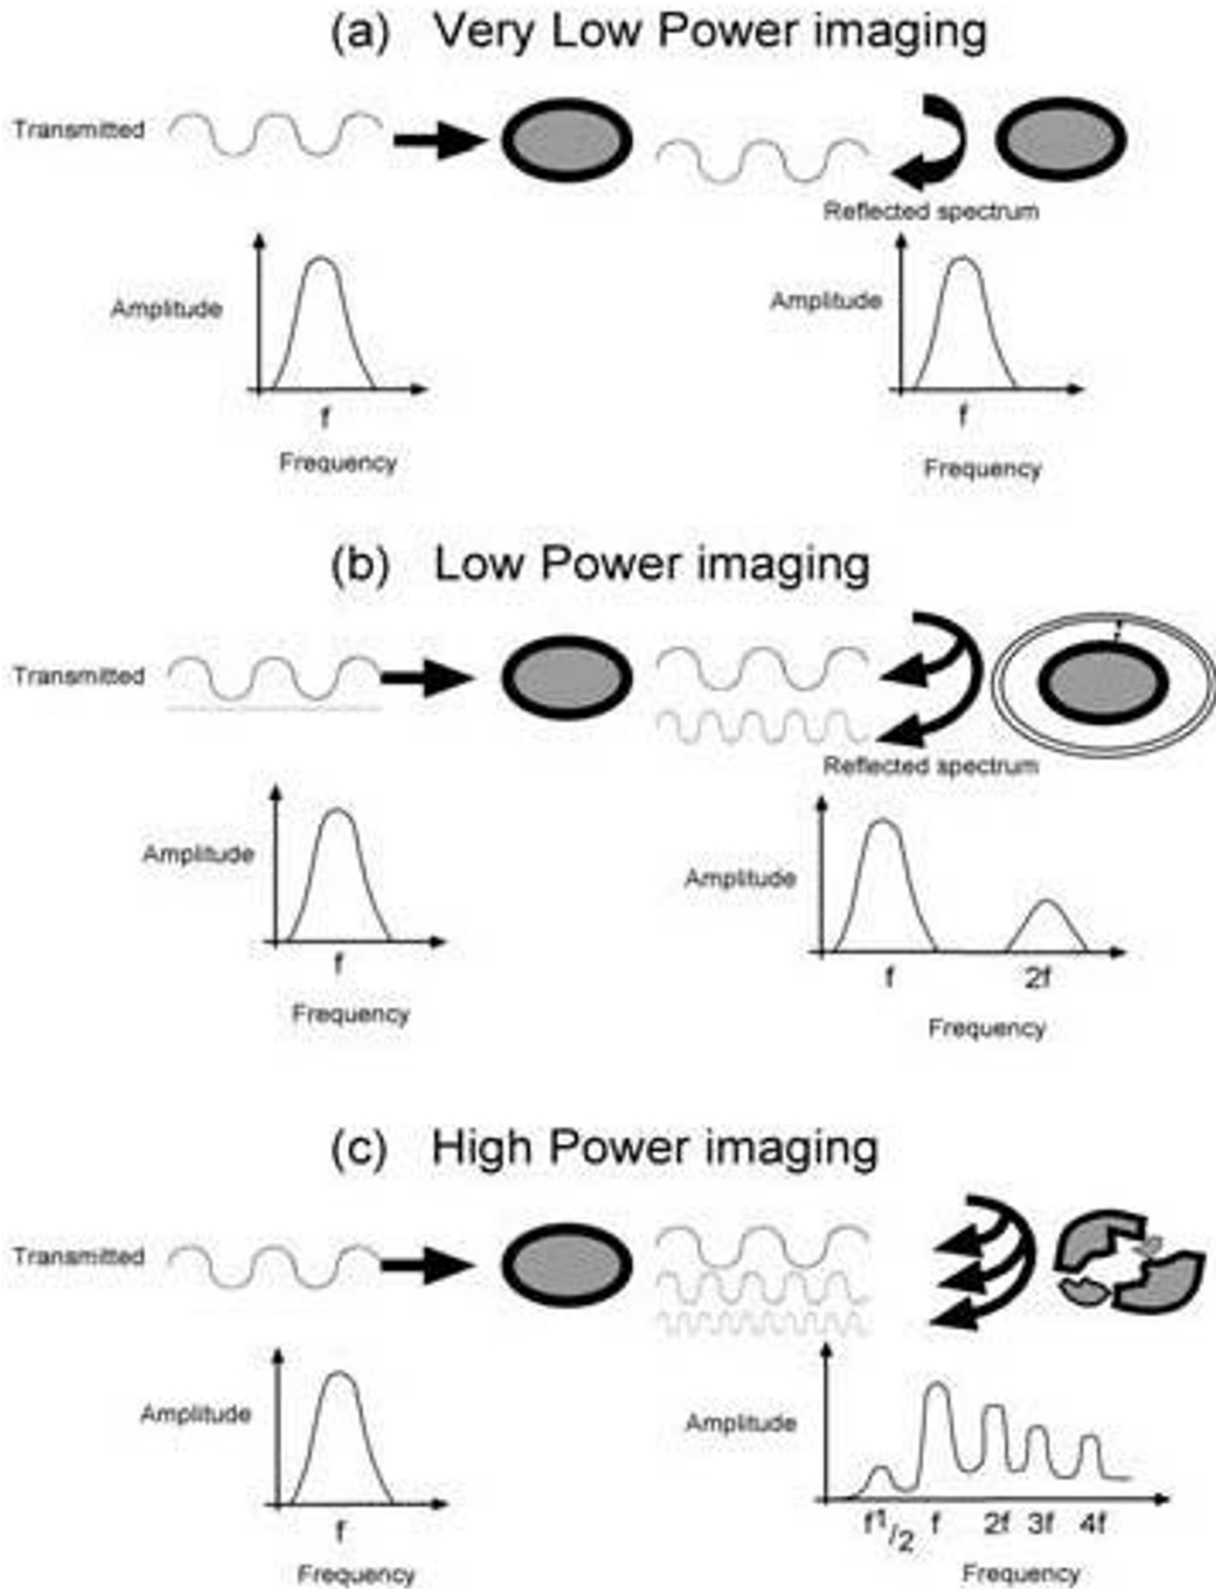 (a) Very Low Power imaging
Transmitted
Reflected spectrum
Amplitude
Amplitude
f
f
Frequency
Frequency
(b) Low Power imaging
Transmitted
Reflected spectrum
Amplitude
Amplitude
f
f 2f
Frequency
Frequency
(c) High Power imaging
Transmitted
Amplitude
Amplitude
f
f1/2 f 2f 3f 4f
Frequency
Frequency